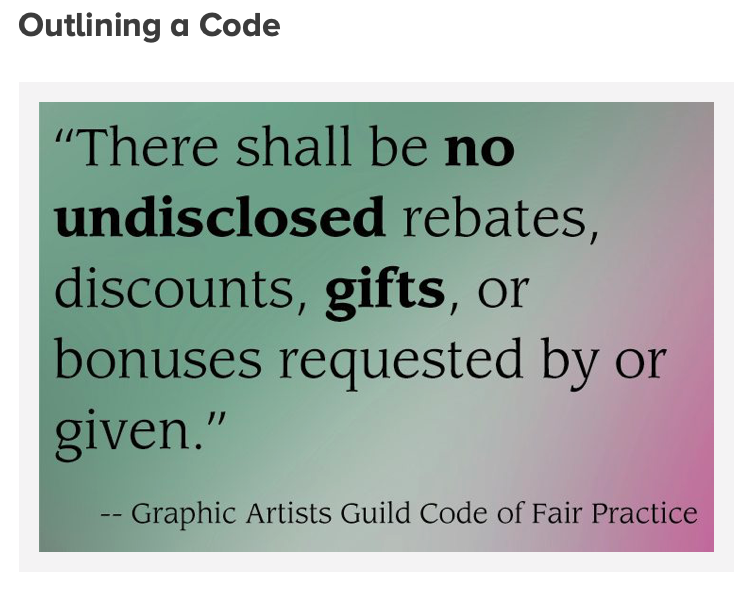 Outlining a Code
“There shall be no
undisclosed rebates,
discounts, gifts, or
bonuses requested by or
given.”
-- Graphic Artists Guild Code of Fair Practice